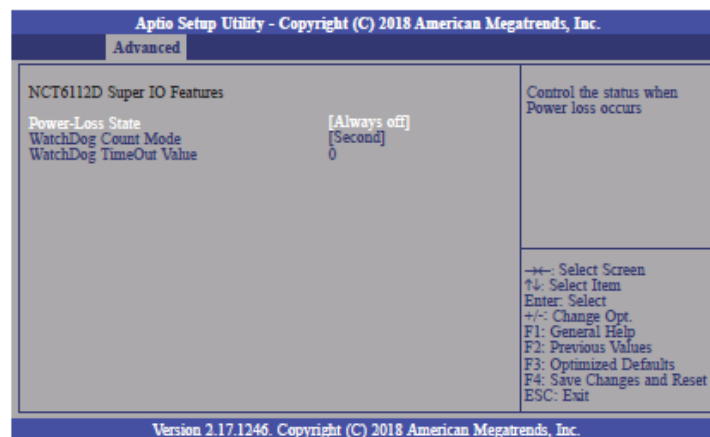 Aptio Setup Utility - Copyright (C) 2018 American Megatrends, Inc.
Advanced
NCT6112D Super IO Features
Power-Loss State [Always off]
WatchDog Count Mode [Second]
WatchDog TimeOut Value 0
Control the status when
Power loss occurs
→←: Select Screen
↑↓: Select Item
Enter: Select
+/-: Change Opt.
F1: General Help
F2: Previous Values
F3: Optimized Defaults
F4: Save Changes and Reset
ESC: Exit
Version 2.17.1246. Copyright (C) 2018 American Megatrends, Inc.